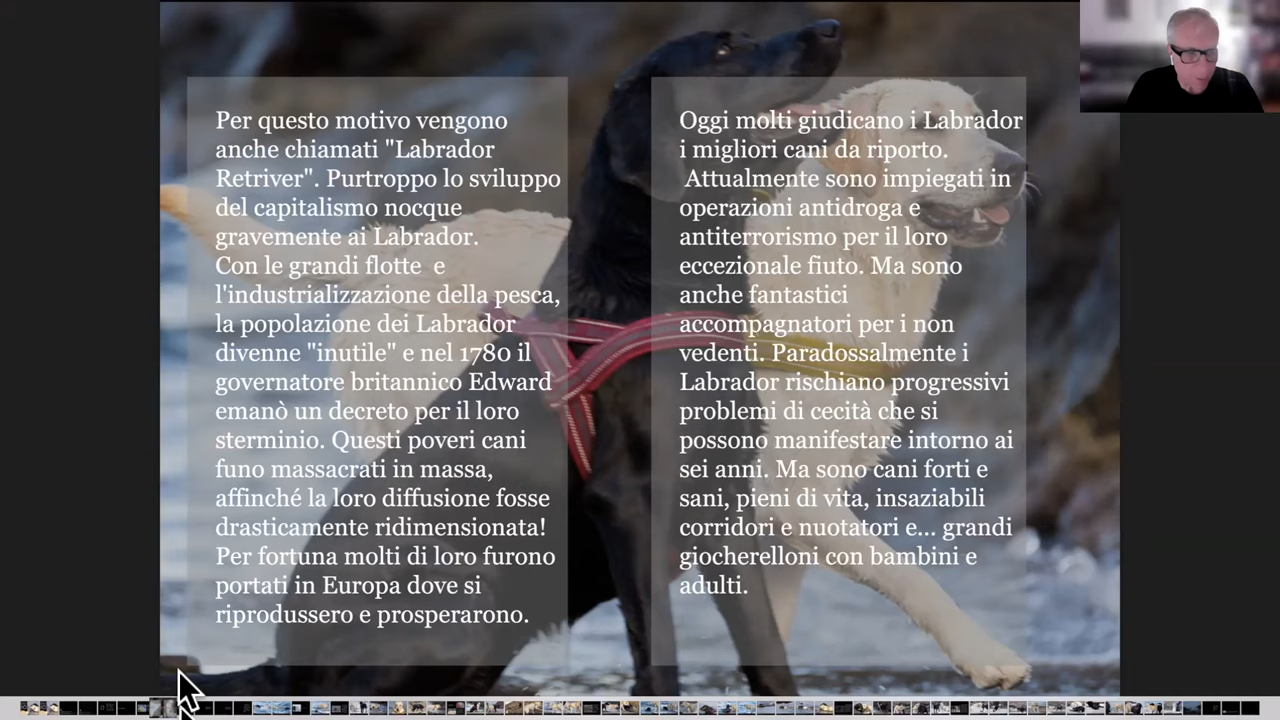 Per questo motivo vengono
anche chiamati "Labrador
Retriver". Purtroppo lo sviluppo
del capitalismo nocque
gravemente ai Labrador.
Con le grandi flotte  e
l'industrializzazione della pesca,
la popolazione dei Labrador
divenne "inutile" e nel 1780 il
governatore britannico Edward
emanò un decreto per il loro
sterminio. Questi poveri cani
funo massacrati in massa,
affinché la loro diffusione fosse
drasticamente ridimensionata!
Per fortuna molti di loro furono
portati in Europa dove si
riprodussero e prosperarono.
Oggi molti giudicano i Labrador
i migliori cani da riporto.
Attualmente sono impiegati in
operazioni antidroga e
antiterrorismo per il loro
eccezionale fiuto. Ma sono
anche fantastici
accompagnatori per i non
vedenti. Paradossalmente i
Labrador rischiano progressivi
problemi di cecità che si
possono manifestare intorno ai
sei anni. Ma sono cani forti e
sani, pieni di vita, insaziabili
corridori e nuotatori e... grandi
giocherelloni con bambini e
adulti.